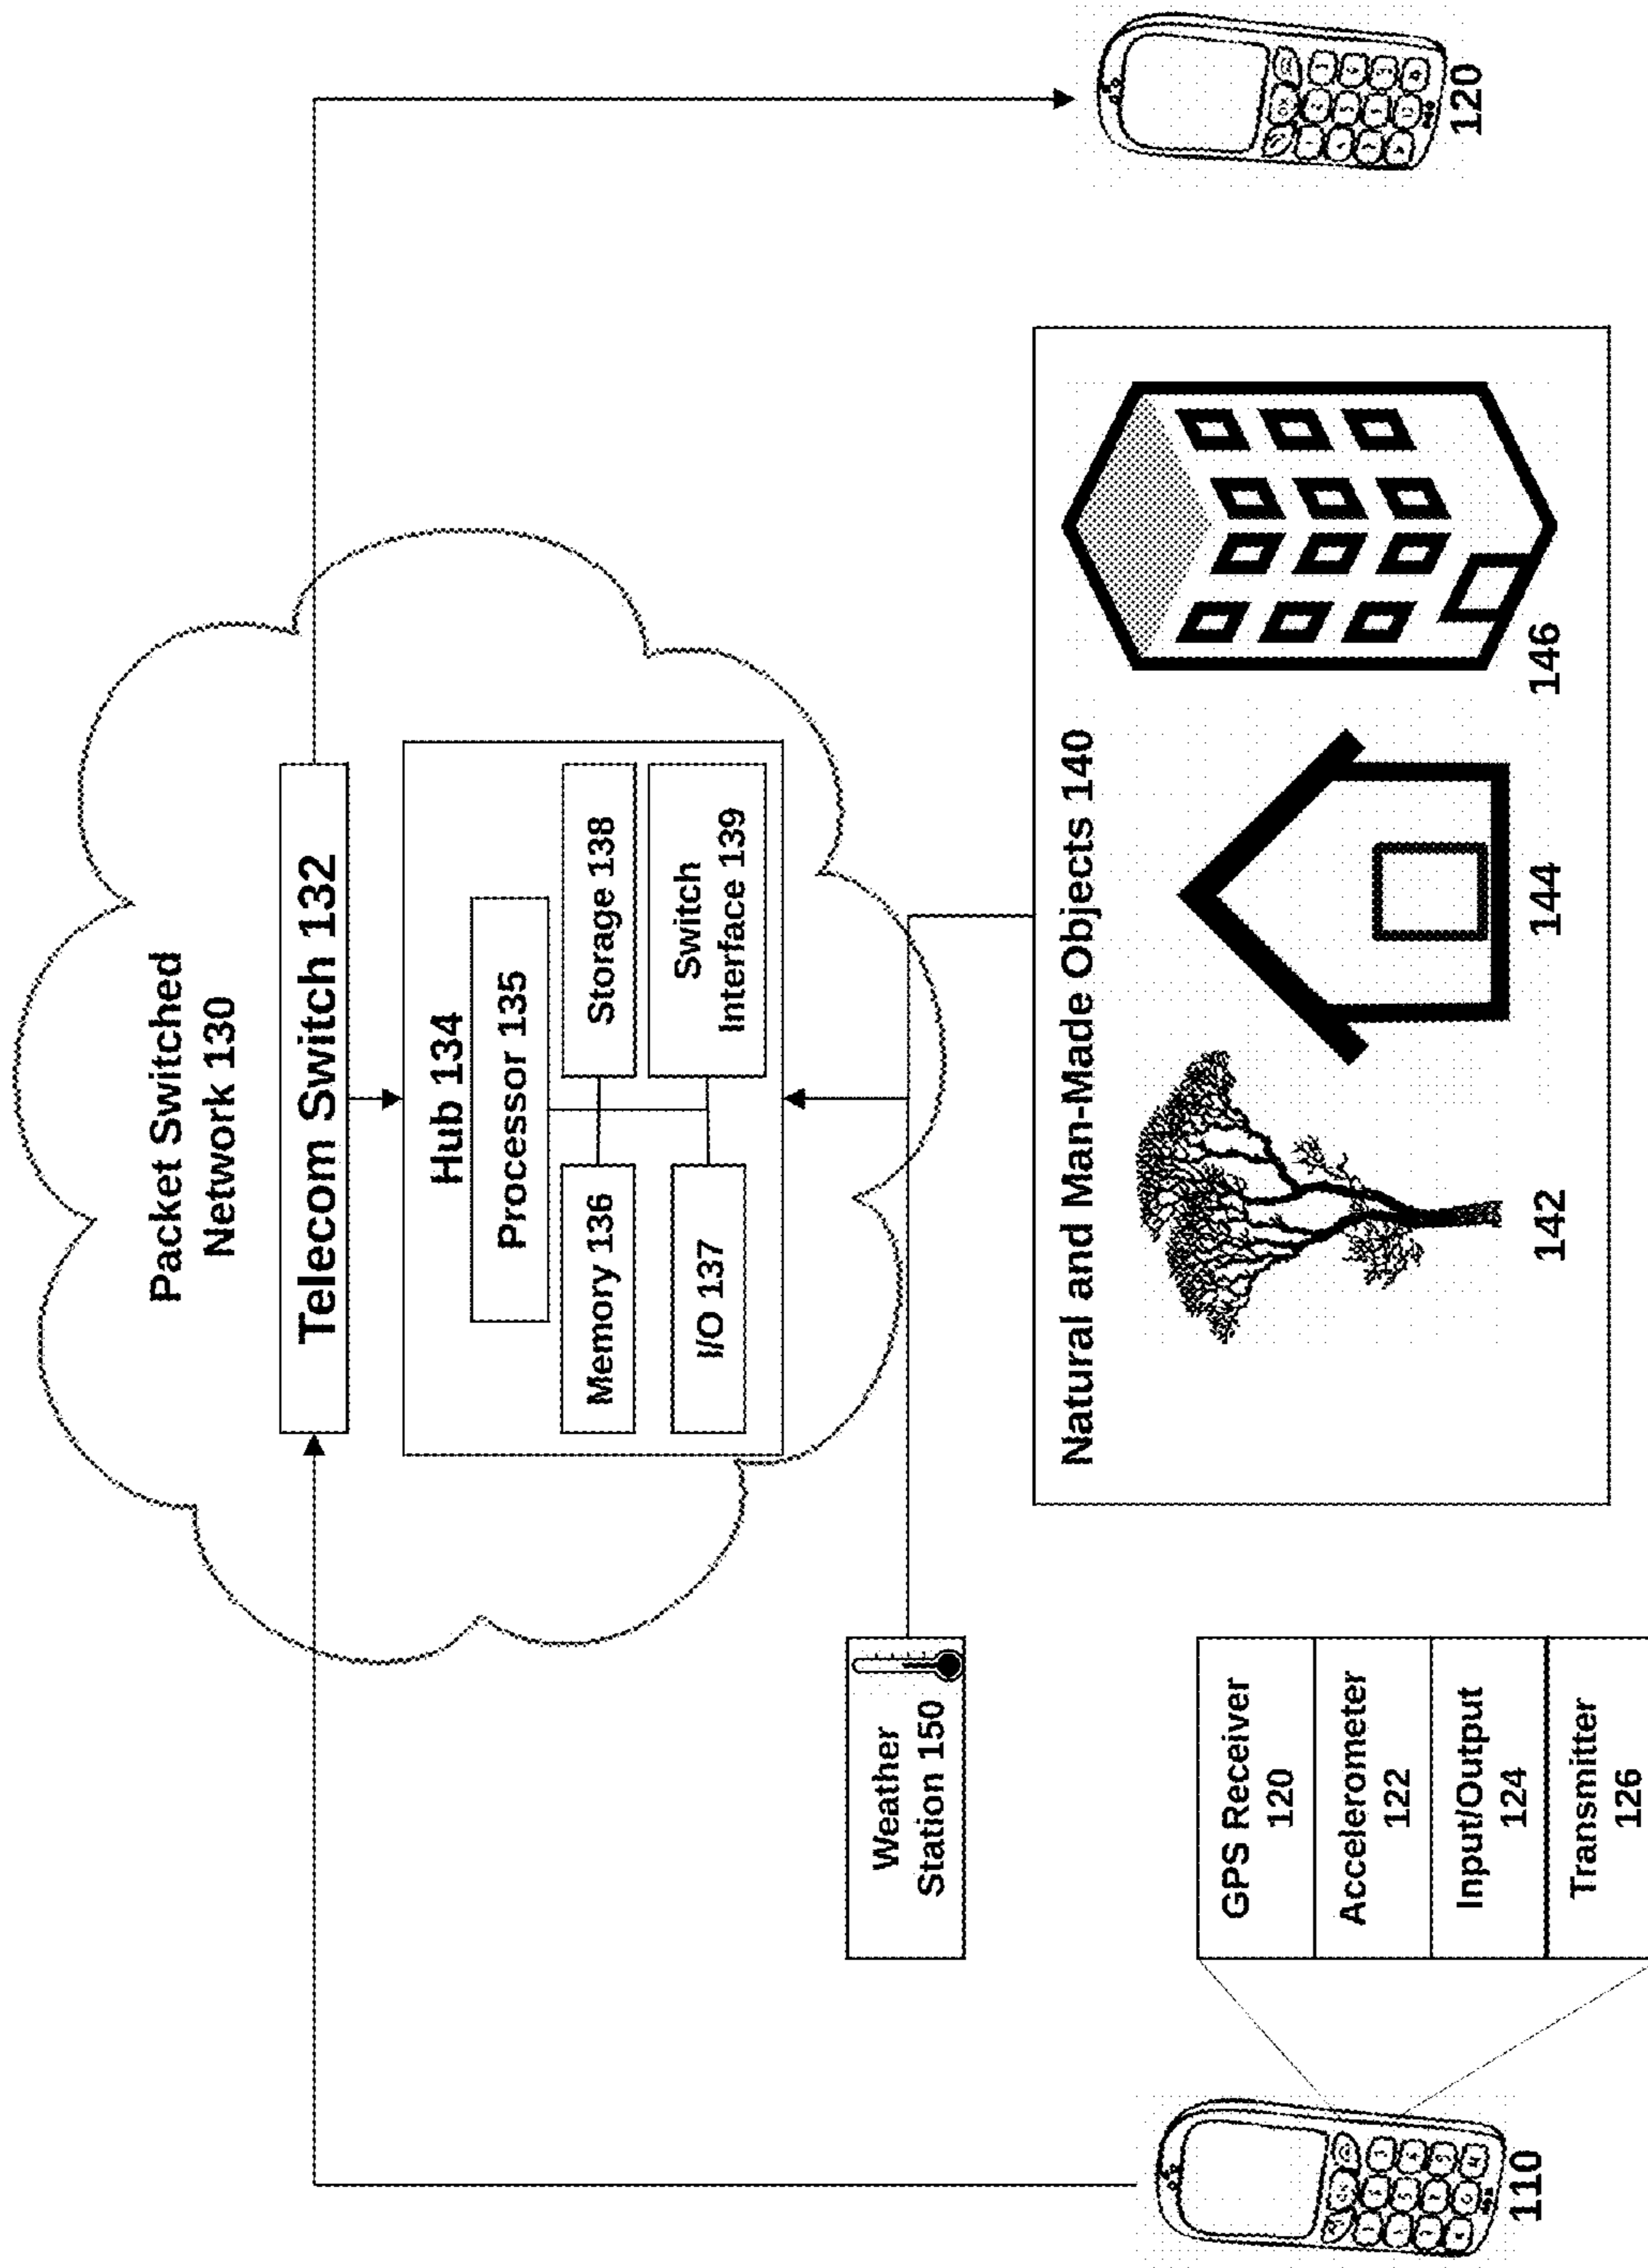 Packet Switched
Network 130
Telecom Switch 132
Hub 134
Processor 135
Memory 136
Storage 138
I/O 137
Switch
Interface 139
Weather
Station 150
Natural and Man-Made Objects 140
142
144
146
GPS Receiver
120
Accelerometer
122
Input/Output
124
Transmitter
126
110
120